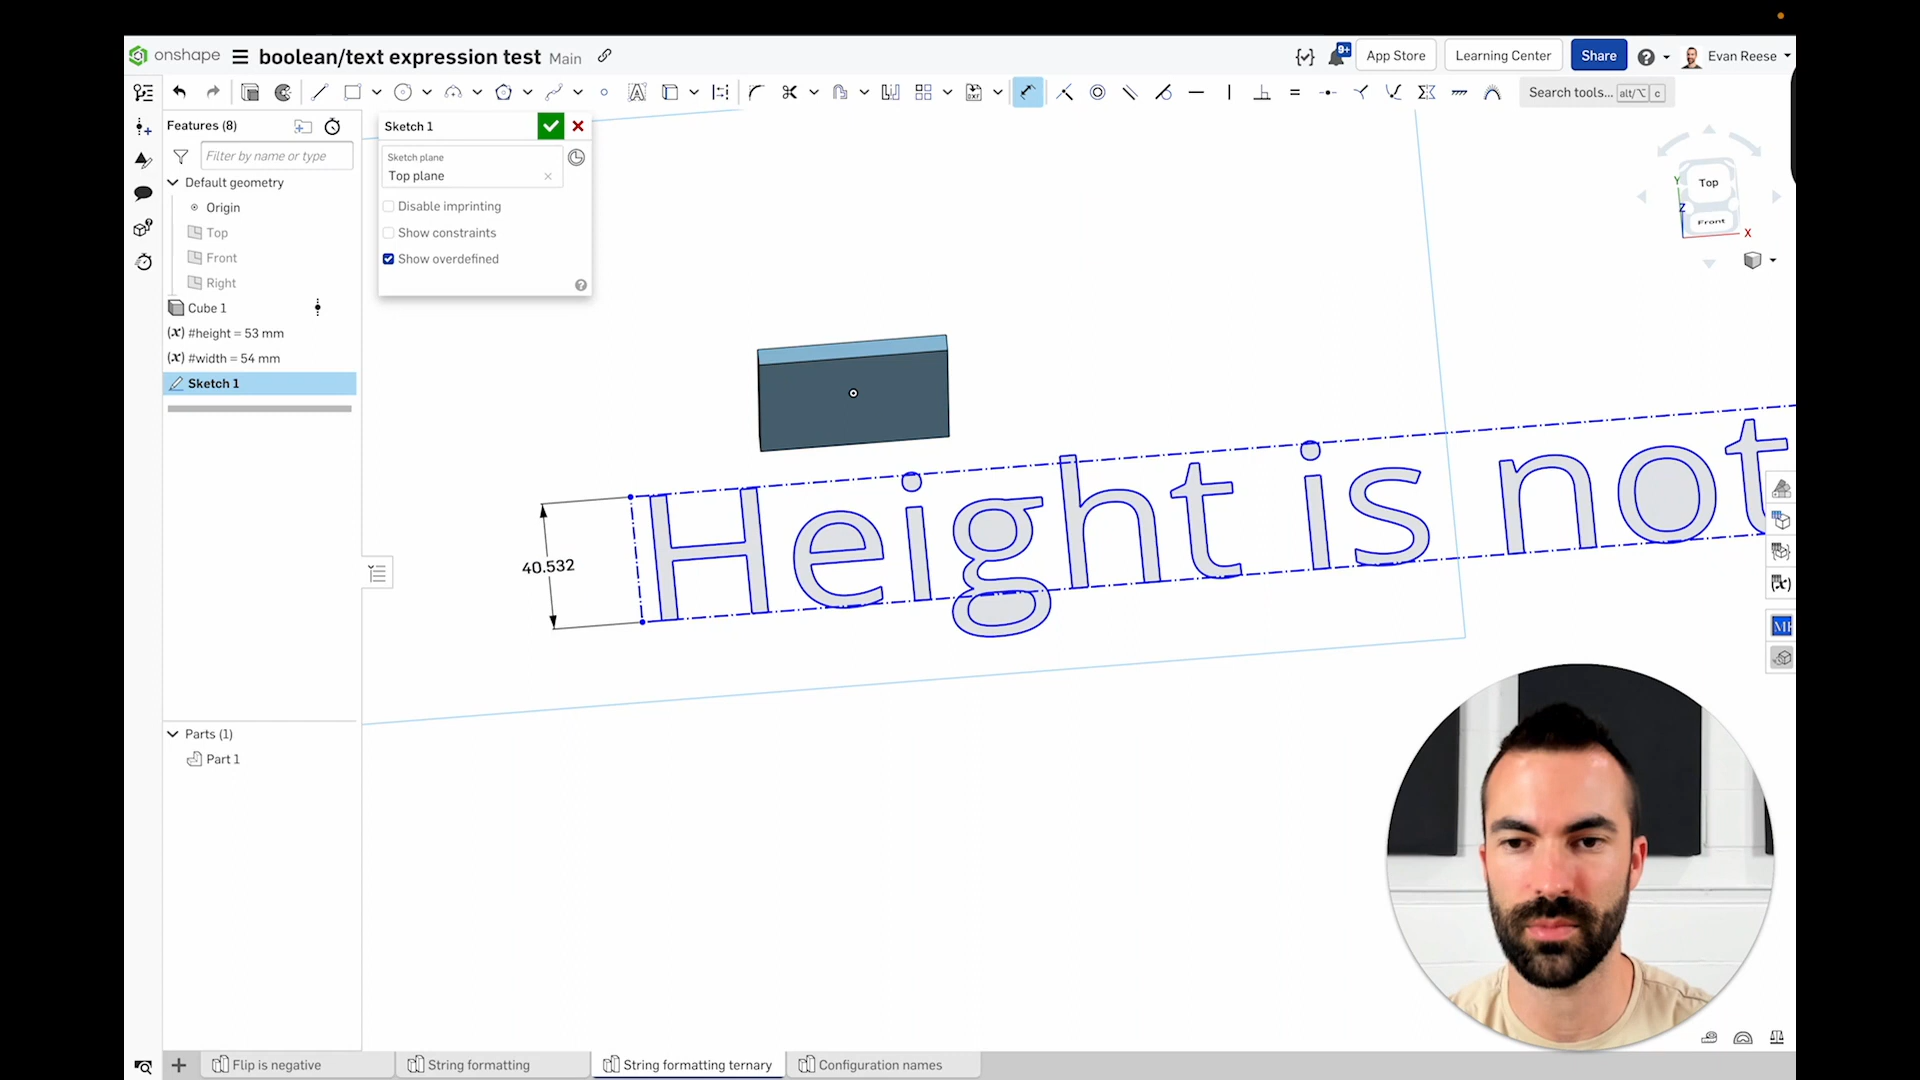 onshape boolean/text expression test Main 9+ App Store Learning Center Share Evan Reese
Search tools... alt/⌥ c
Features (8)
Filter by name or type
Default geometry
Origin
Top
Front
Right
Cube 1
(x) #height = 53 mm
(x) #width = 54 mm
Sketch 1
Parts (1)
Part 1
Sketch 1
Sketch plane
Top plane
Disable imprinting
Show constraints
Show overdefined
Height is not
40.532
Top
Front
Y
Z
X
Flip is negative String formatting String formatting ternary Configuration names